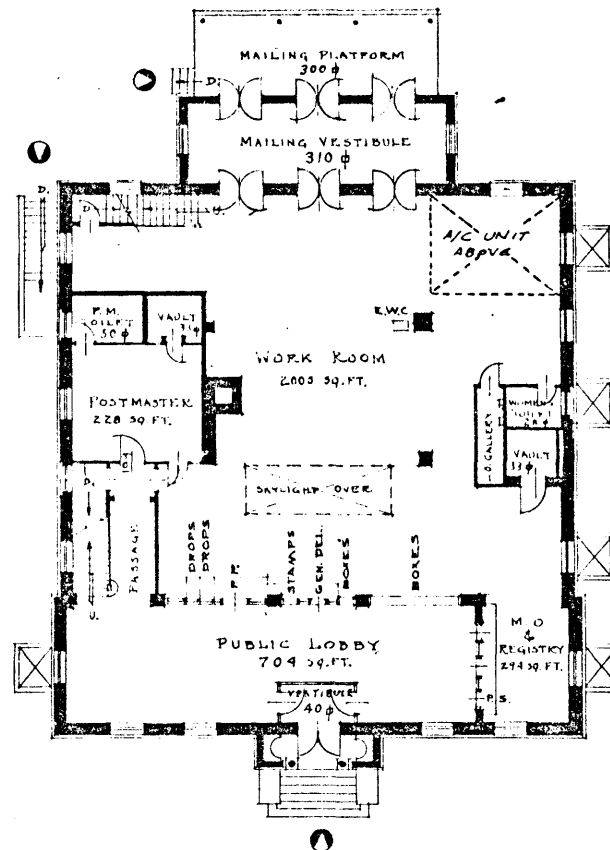 MAILING PLATFORM
300 ϕ
D.
MAILING VESTIBULE
310 ϕ
D.
D.
U.
A/C UNIT
ABOVE
P.M.
TOILET
50 ϕ
VAULT
E.W.C.
WORK ROOM
2005 SQ.FT.
POSTMASTER
228 SQ.FT.
WOMEN'S
TOILET
L.O. GALLERY
VAULT
33 ϕ
SKYLIGHT OVER
D.
PASSAGE
DROPS
DROPS
P.P.
STAMPS
GEN. DEL.
BOXES
BOXES
U.
PUBLIC LOBBY
704 SQ.FT.
M.O
&
REGISTRY
294 SQ.FT.
VESTIBULE
40 ϕ
P.S.